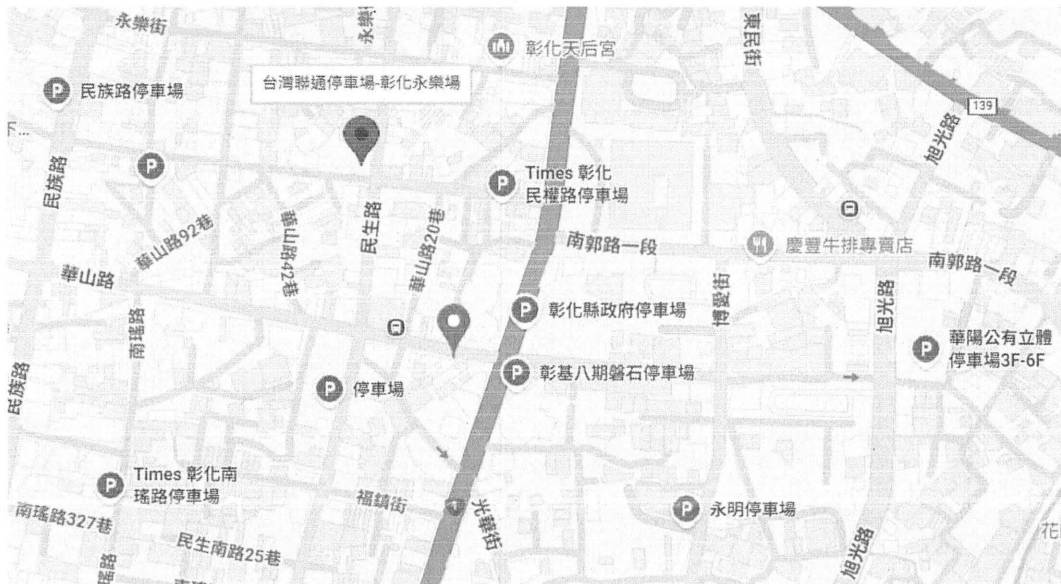 永樂街
永樂
東民街
彰化天后宮
台灣聯通停車場-彰化永樂場
民族路停車場
139
旭光路
下...
民族路
Times 彰化
民權路停車場
華山路92巷
華山路42巷
民生路
華山路20巷
南郭路一段
慶豐牛排專賣店
南郭路一段
華山路
南瑤路
彰化縣政府停車場
博愛街
旭光路
華陽公有立體
停車場3F-6F
彰基八期磐石停車場
停車場
民族路
Times 彰化南
瑤路停車場
福鎮街
光華街
永明停車場
南瑤路327巷
民生南路25巷
瑤路
旭光路
花